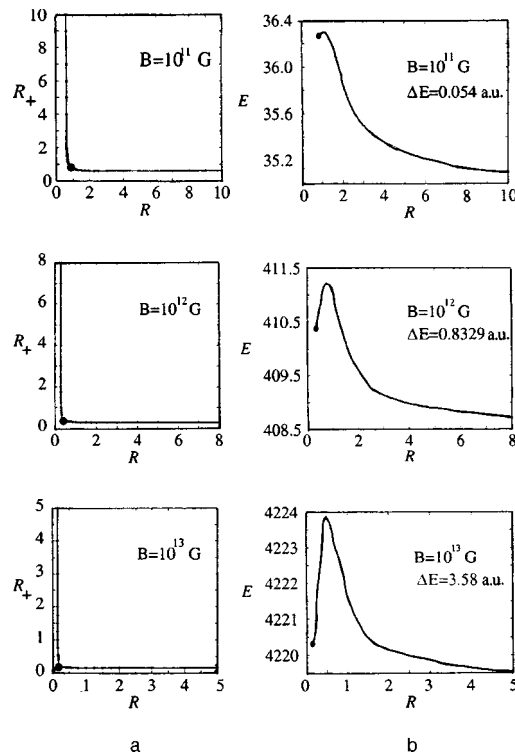 10
8
6
4
2
0
R+
B=10^11 G
0 2 4 6 8 10
R
36.4
36.0
35.6
35.2
E
B=10^11 G
ΔE=0.054 a.u.
0 2 4 6 8 10
R
8
6
4
2
0
R+
B=10^12 G
0 2 4 6 8
R
411.5
410.5
409.5
408.5
E
B=10^12 G
ΔE=0.8329 a.u.
0 2 4 6 8
R
5
4
3
2
1
0
R+
B=10^13 G
0 .1 2 3 4 5
R
4224
4223
4222
4221
4220
E
B=10^13 G
ΔE=3.58 a.u.
0 1 2 3 4 5
R
a b